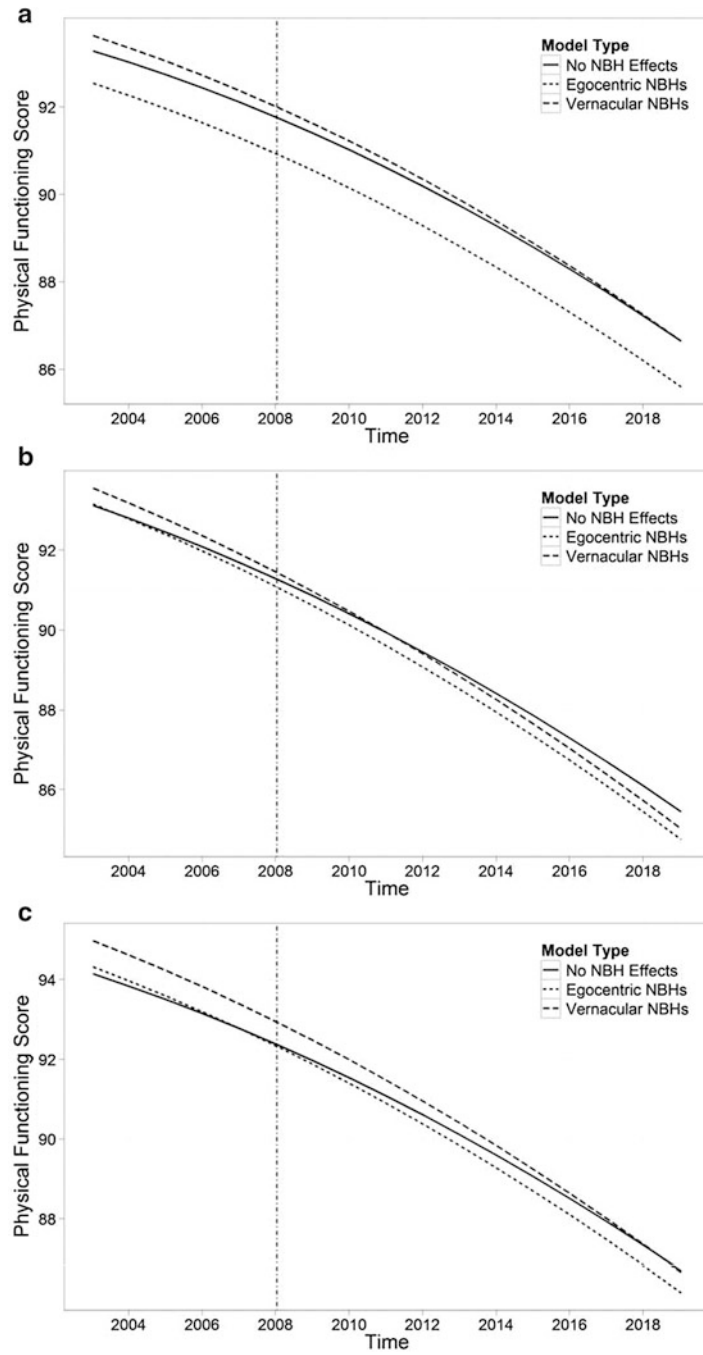 a
Physical Functioning Score
92
90
88
86
Model Type
No NBH Effects
Egocentric NBHs
Vernacular NBHs
2004 2006 2008 2010 2012 2014 2016 2018
Time
b
Physical Functioning Score
92
90
88
86
Model Type
No NBH Effects
Egocentric NBHs
Vernacular NBHs
2004 2006 2008 2010 2012 2014 2016 2018
Time
c
Physical Functioning Score
94
92
90
88
Model Type
No NBH Effects
Egocentric NBHs
Vernacular NBHs
2004 2006 2008 2010 2012 2014 2016 2018
Time